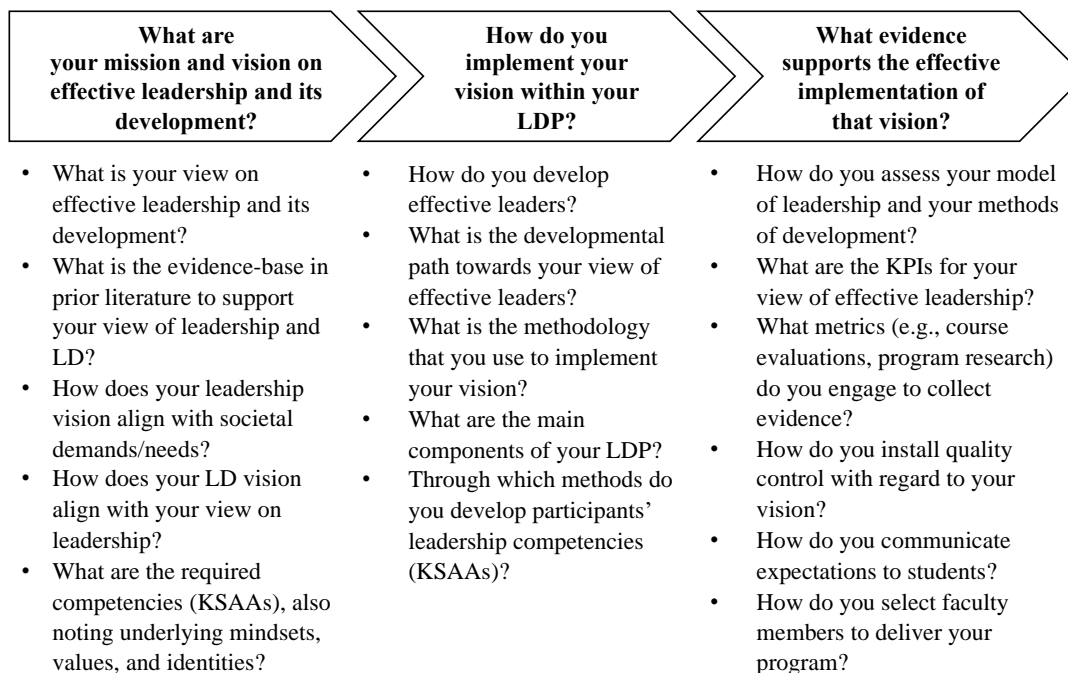 What are
your mission and vision on
effective leadership and its
development?
How do you
implement your
vision within your
LDP?
What evidence
supports the effective
implementation of
that vision?
• What is your view on
effective leadership and its
development?
• What is the evidence-base in
prior literature to support
your view of leadership and
LD?
• How does your leadership
vision align with societal
demands/needs?
• How does your LD vision
align with your view on
leadership?
• What are the required
competencies (KSAAs), also
noting underlying mindsets,
values, and identities?
• How do you develop
effective leaders?
• What is the developmental
path towards your view of
effective leaders?
• What is the methodology
that you use to implement
your vision?
• What are the main
components of your LDP?
• Through which methods do
you develop participants’
leadership competencies
(KSAAs)?
• How do you assess your model
of leadership and your methods
of development?
• What are the KPIs for your
view of effective leadership?
• What metrics (e.g., course
evaluations, program research)
do you engage to collect
evidence?
• How do you install quality
control with regard to your
vision?
• How do you communicate
expectations to students?
• How do you select faculty
members to deliver your
program?